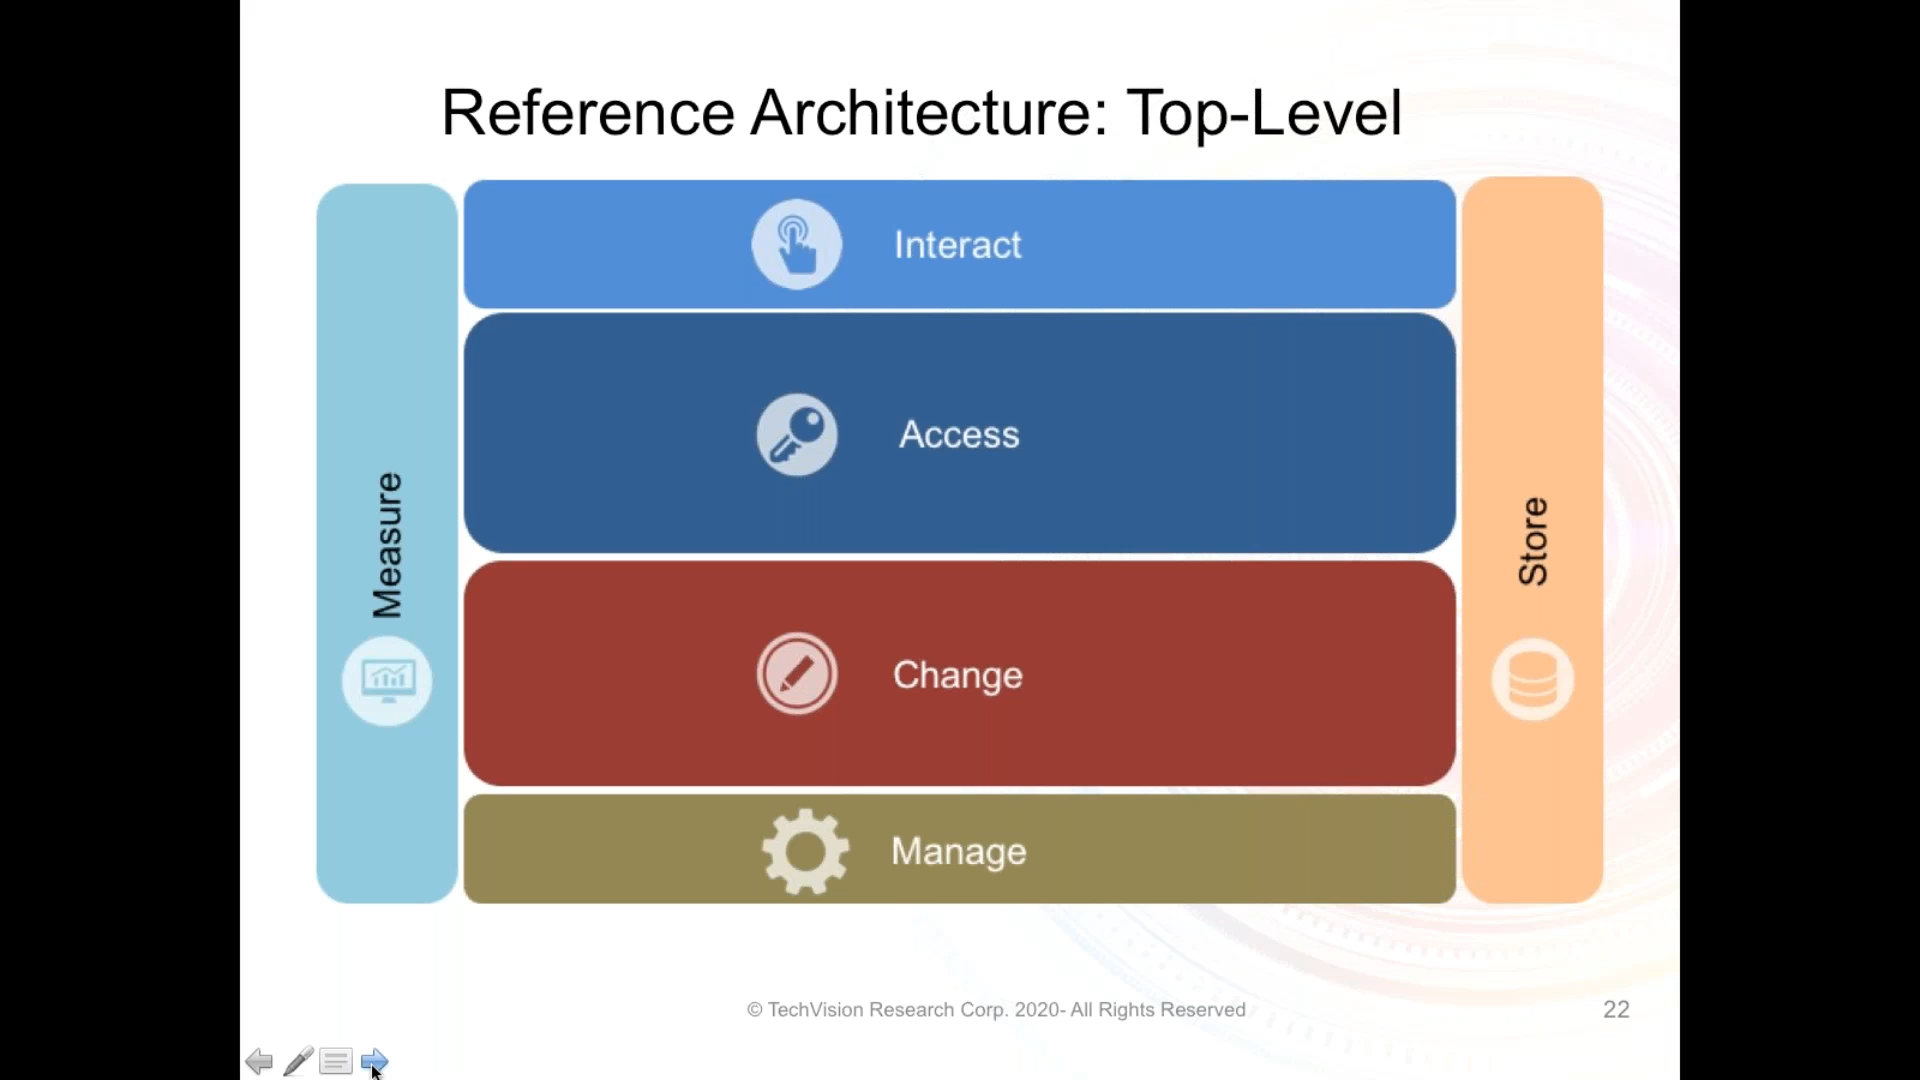 Reference Architecture: Top-Level
Measure
Interact
Access
Change
Manage
Store
© TechVision Research Corp. 2020- All Rights Reserved
22